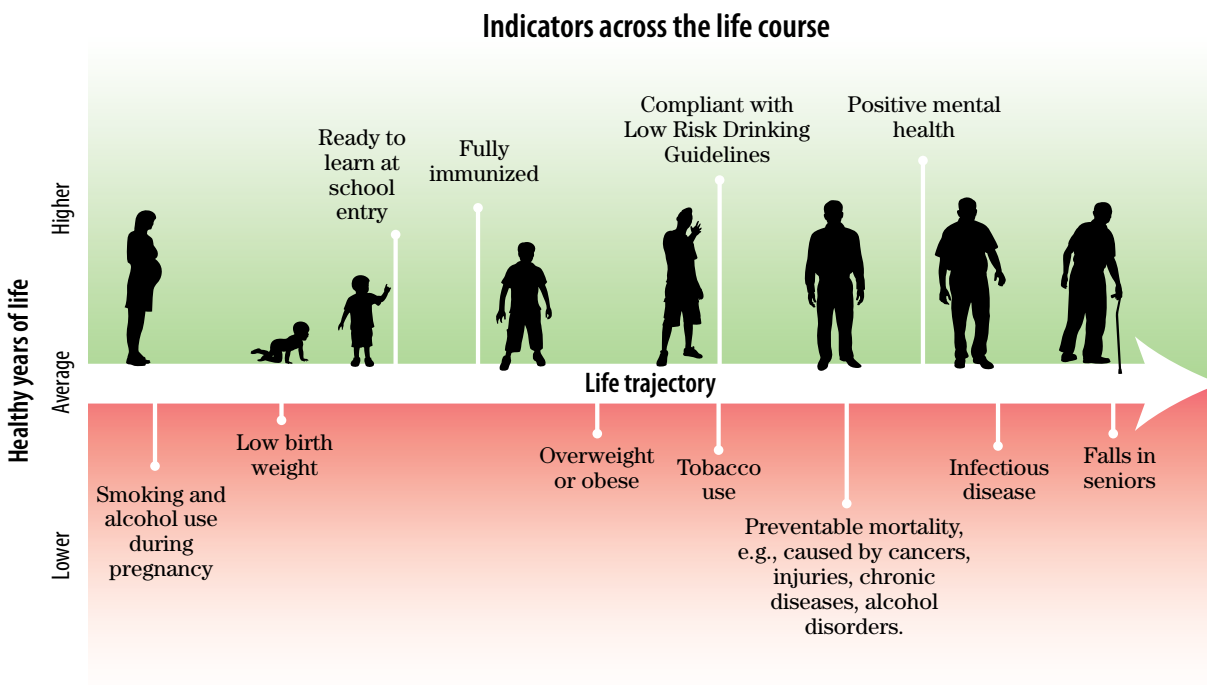 Indicators across the life course
Compliant with
Low Risk Drinking
Guidelines
Positive mental
health
Ready to
learn at
school
entry
Fully
immunized
Healthy years of life
Higher
Average
Lower
Life trajectory
Smoking and
alcohol use
during
pregnancy
Low birth
weight
Overweight
or obese
Tobacco
use
Preventable mortality,
e.g., caused by cancers,
injuries, chronic
diseases, alcohol
disorders.
Infectious
disease
Falls in
seniors